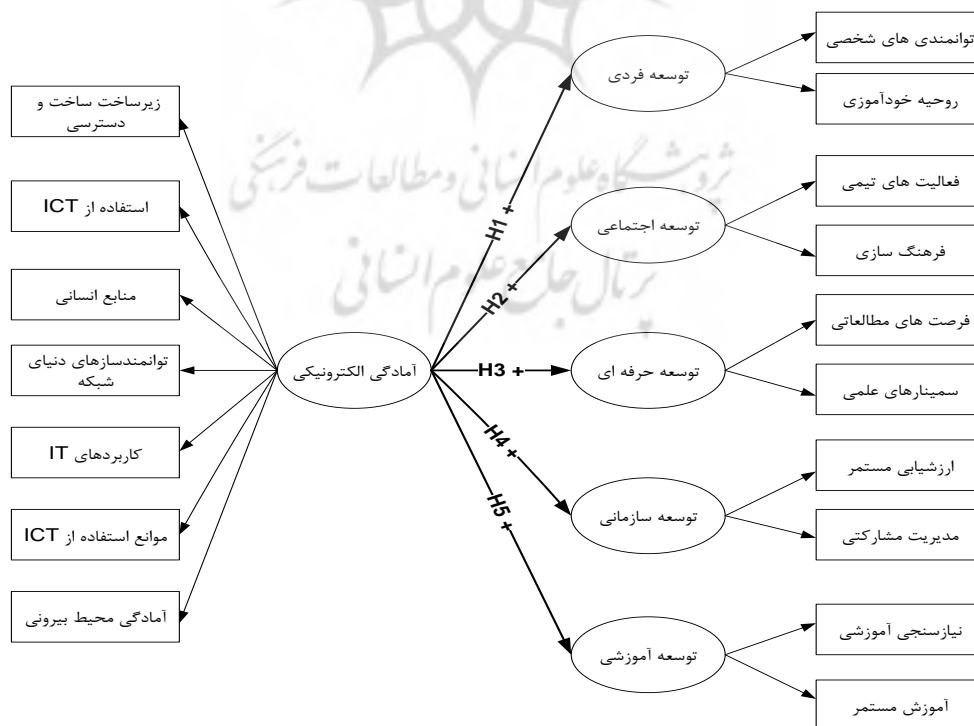 توانمندی های شخصی
توسعه فردی
روحیه خودآموزی
زیرساخت ساخت و
دسترسی
پژوهشگاه علوم انسانی و مطالعات فرهنگی
فعالیت های تیمی
استفاده از ICT
H1 +
توسعه اجتماعی
فرهنگ سازی
پرتال جامع علوم انسانی
منابع انسانی
H2 +
فرصت های مطالعاتی
توانمندسازهای دنیای
شبکه
آمادگی الکترونیکی
H3 +
توسعه حرفه ای
سمینارهای علمی
کاربردهای IT
H4 +
ارزشیابی مستمر
H5 +
توسعه سازمانی
موانع استفاده از ICT
مدیریت مشارکتی
آمادگی محیط بیرونی
نیازسنجی آموزشی
توسعه آموزشی
آموزش مستمر